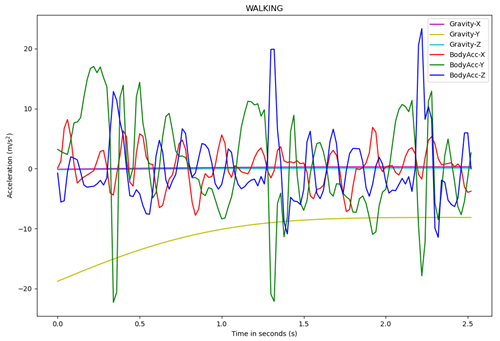 WALKING
Gravity-X
Gravity-Y
Gravity-Z
BodyAcc-X
BodyAcc-Y
BodyAcc-Z
Acceleration (m/s²)
20
10
0
−10
−20
0.0 0.5 1.0 1.5 2.0 2.5
Time in seconds (s)